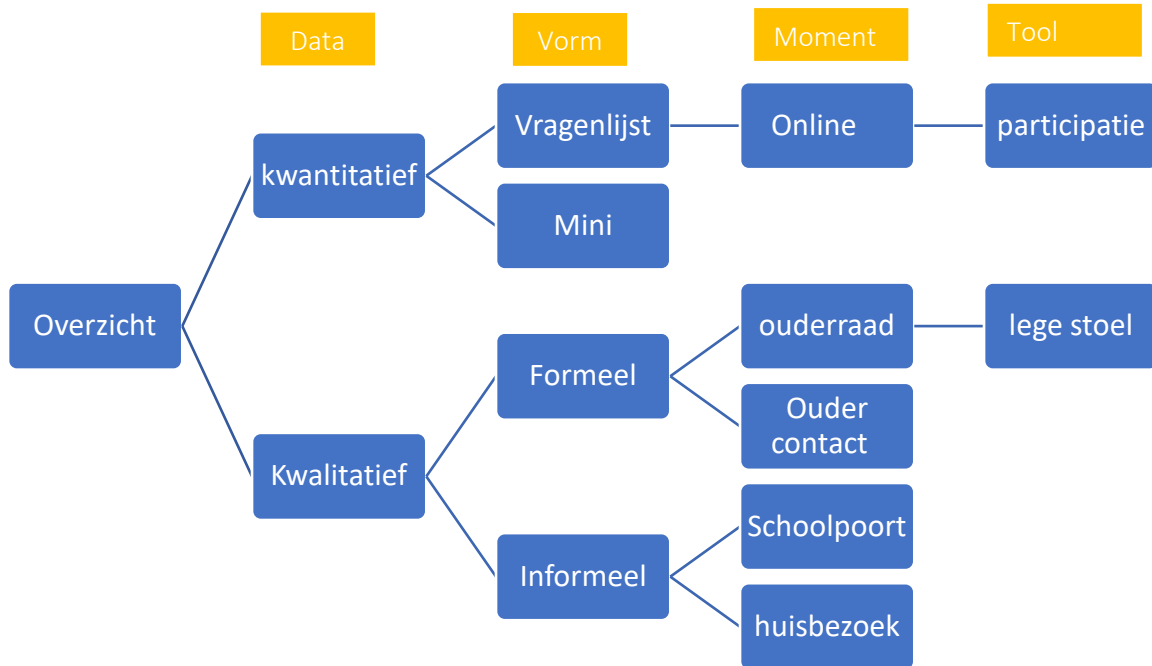 Data
Vorm
Moment
Tool
Overzicht
kwantitatief
Vragenlijst
Online
participatie
Mini
Kwalitatief
Formeel
ouderraad
lege stoel
Ouder
contact
Informeel
Schoolpoort
huisbezoek